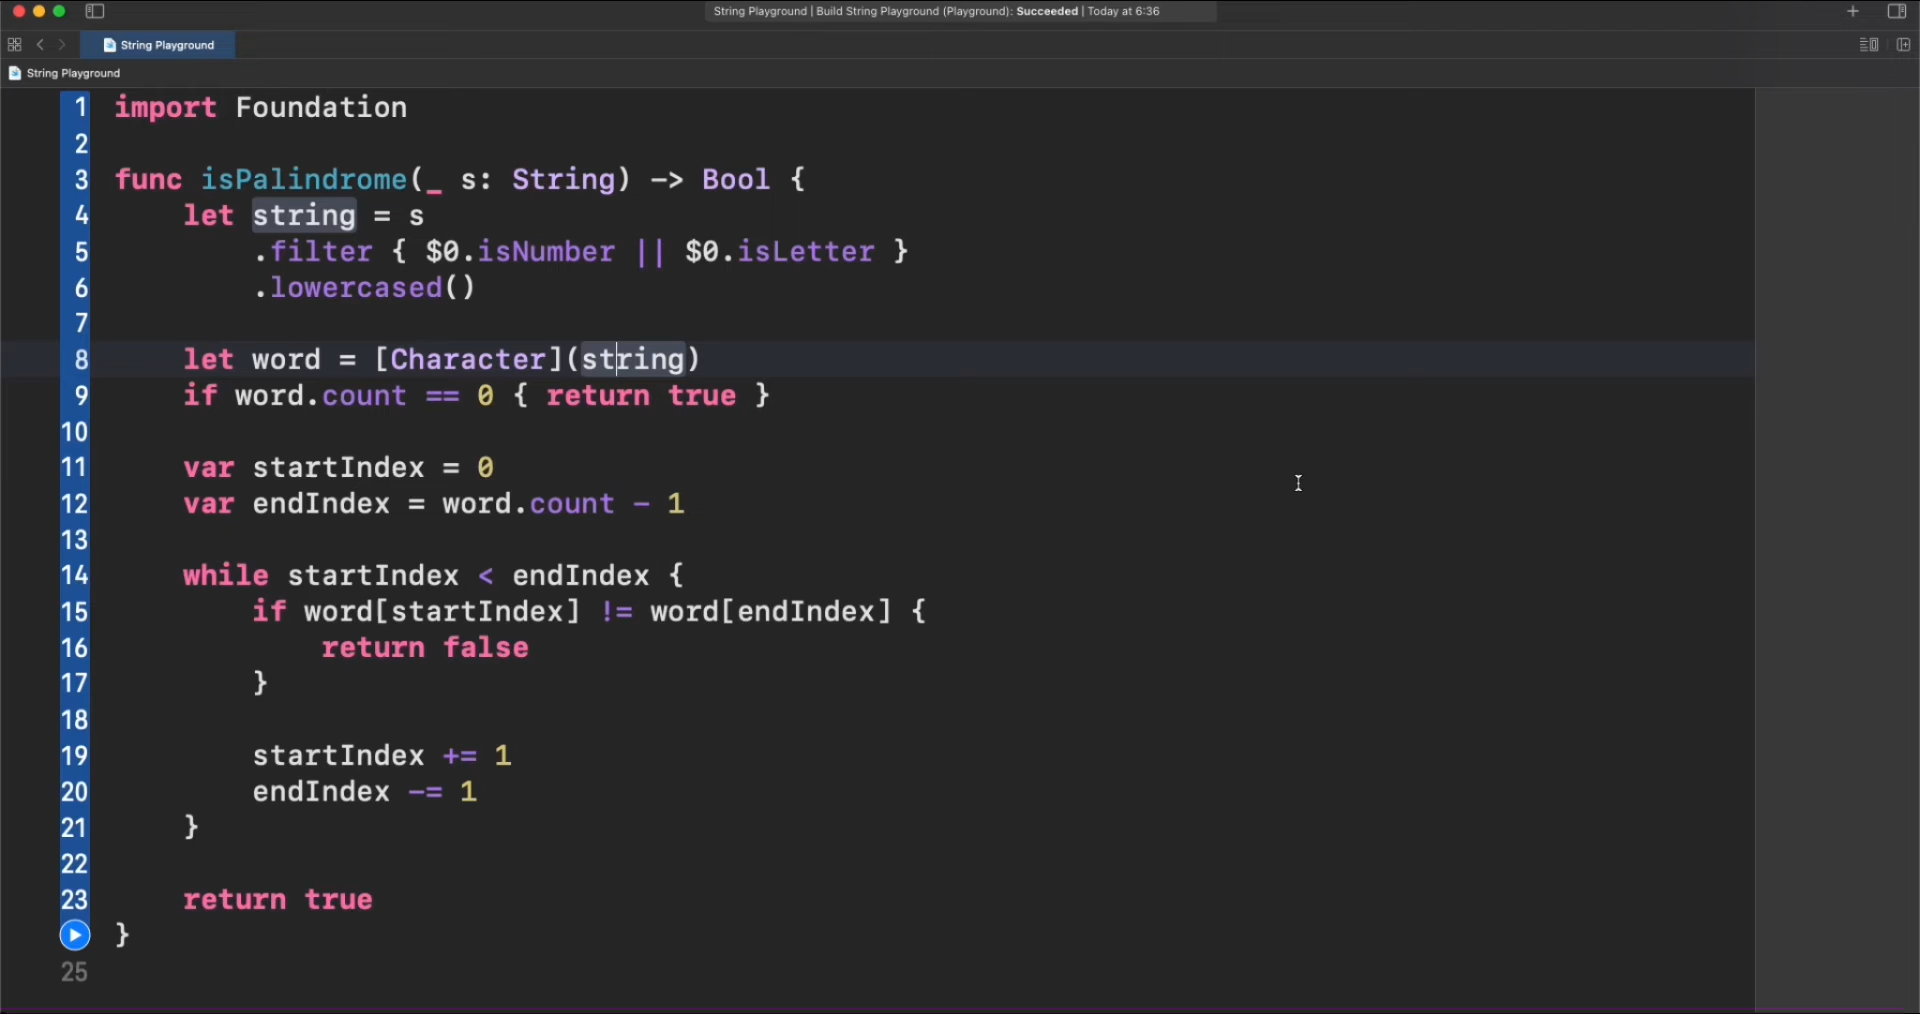 String Playground | Build String Playground (Playground): Succeeded | Today at 6:36
String Playground
String Playground
1 import Foundation
2
3 func isPalindrome(_ s: String) -> Bool {
4     let string = s
5         .filter { $0.isNumber || $0.isLetter }
6         .lowercased()
7
8     let word = [Character](string)
9     if word.count == 0 { return true }
10
11     var startIndex = 0
12     var endIndex = word.count - 1
13
14     while startIndex < endIndex {
15         if word[startIndex] != word[endIndex] {
16             return false
17         }
18
19         startIndex += 1
20         endIndex -= 1
21     }
22
23     return true
}
25